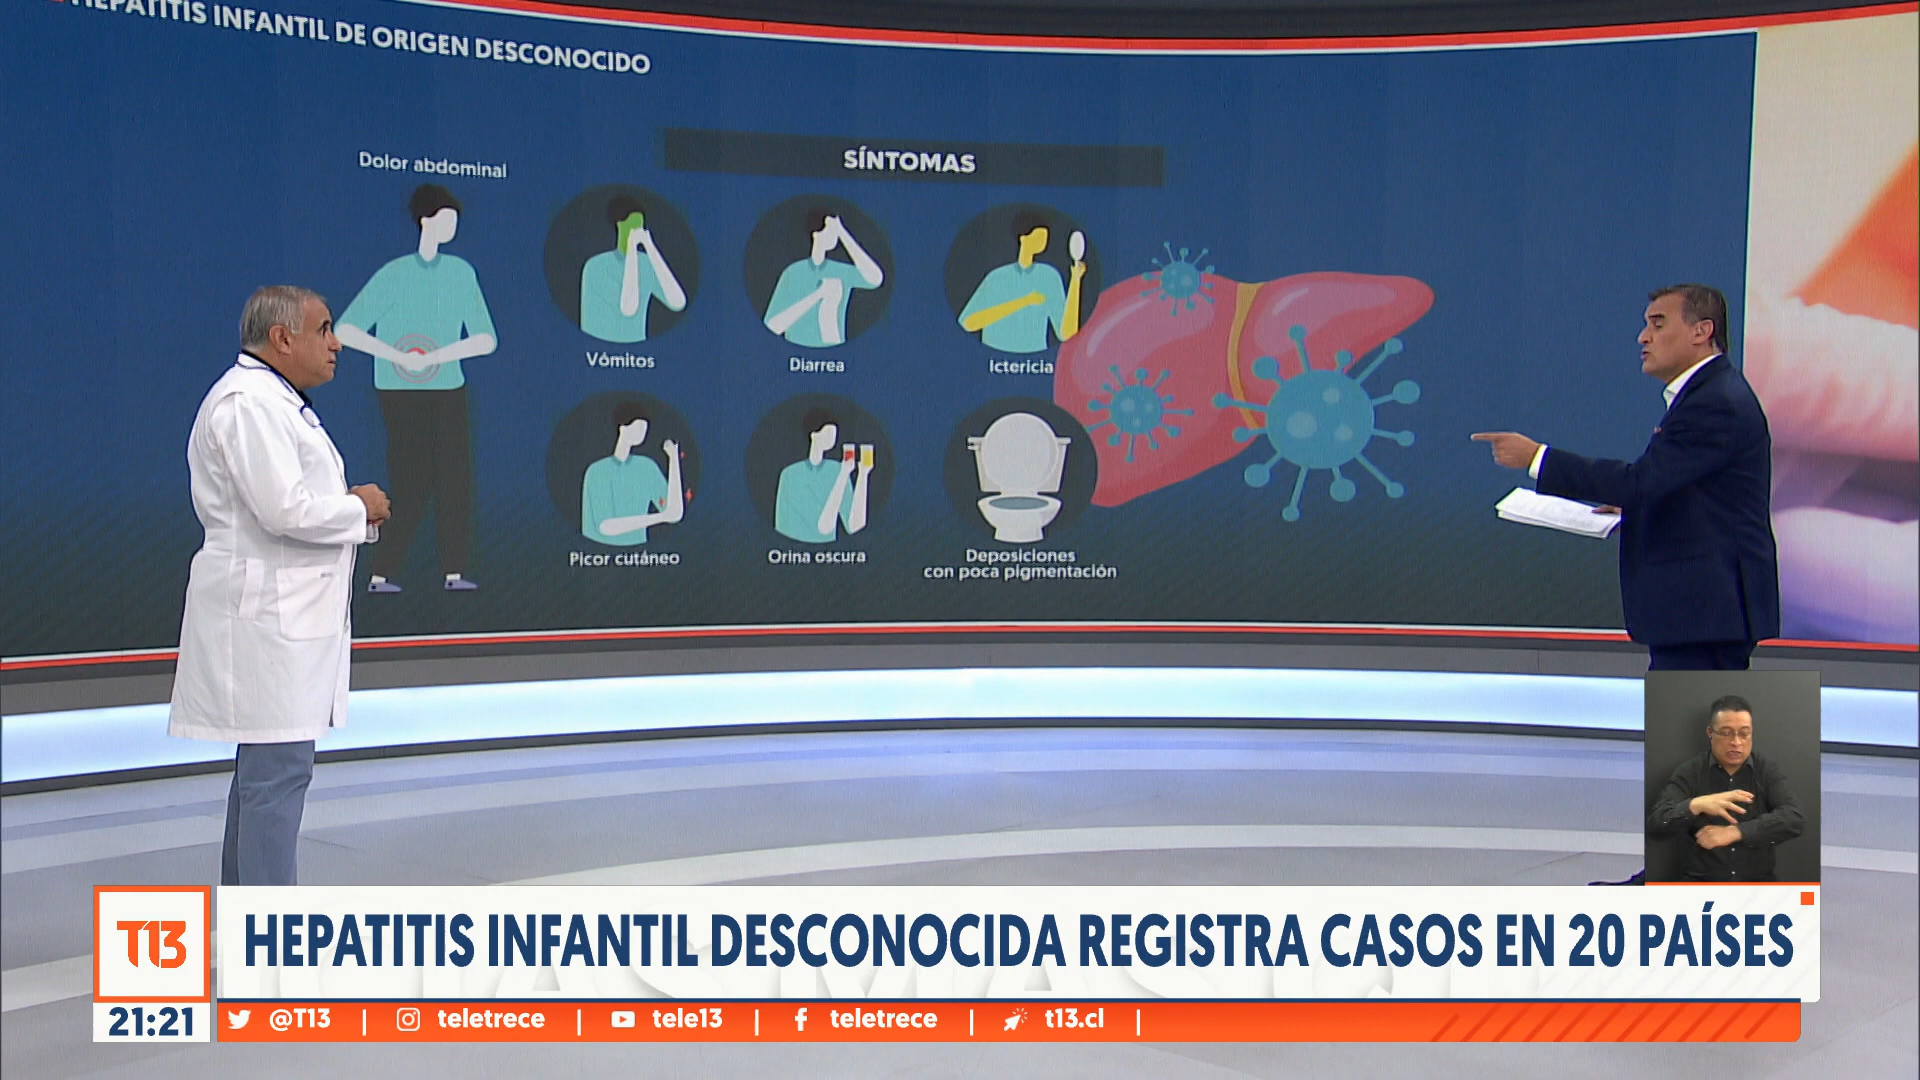 HEPATITIS INFANTIL DE ORIGEN DESCONOCIDO
SÍNTOMAS
Dolor abdominal
Vómitos
Diarrea
Ictericia
Picor cutáneo
Orina oscura
Deposiciones
con poca pigmentación
T13
HEPATITIS INFANTIL DESCONOCIDA REGISTRA CASOS EN 20 PAÍSES
21:21
@T13 | teletrece | tele13 | teletrece | t13.cl |